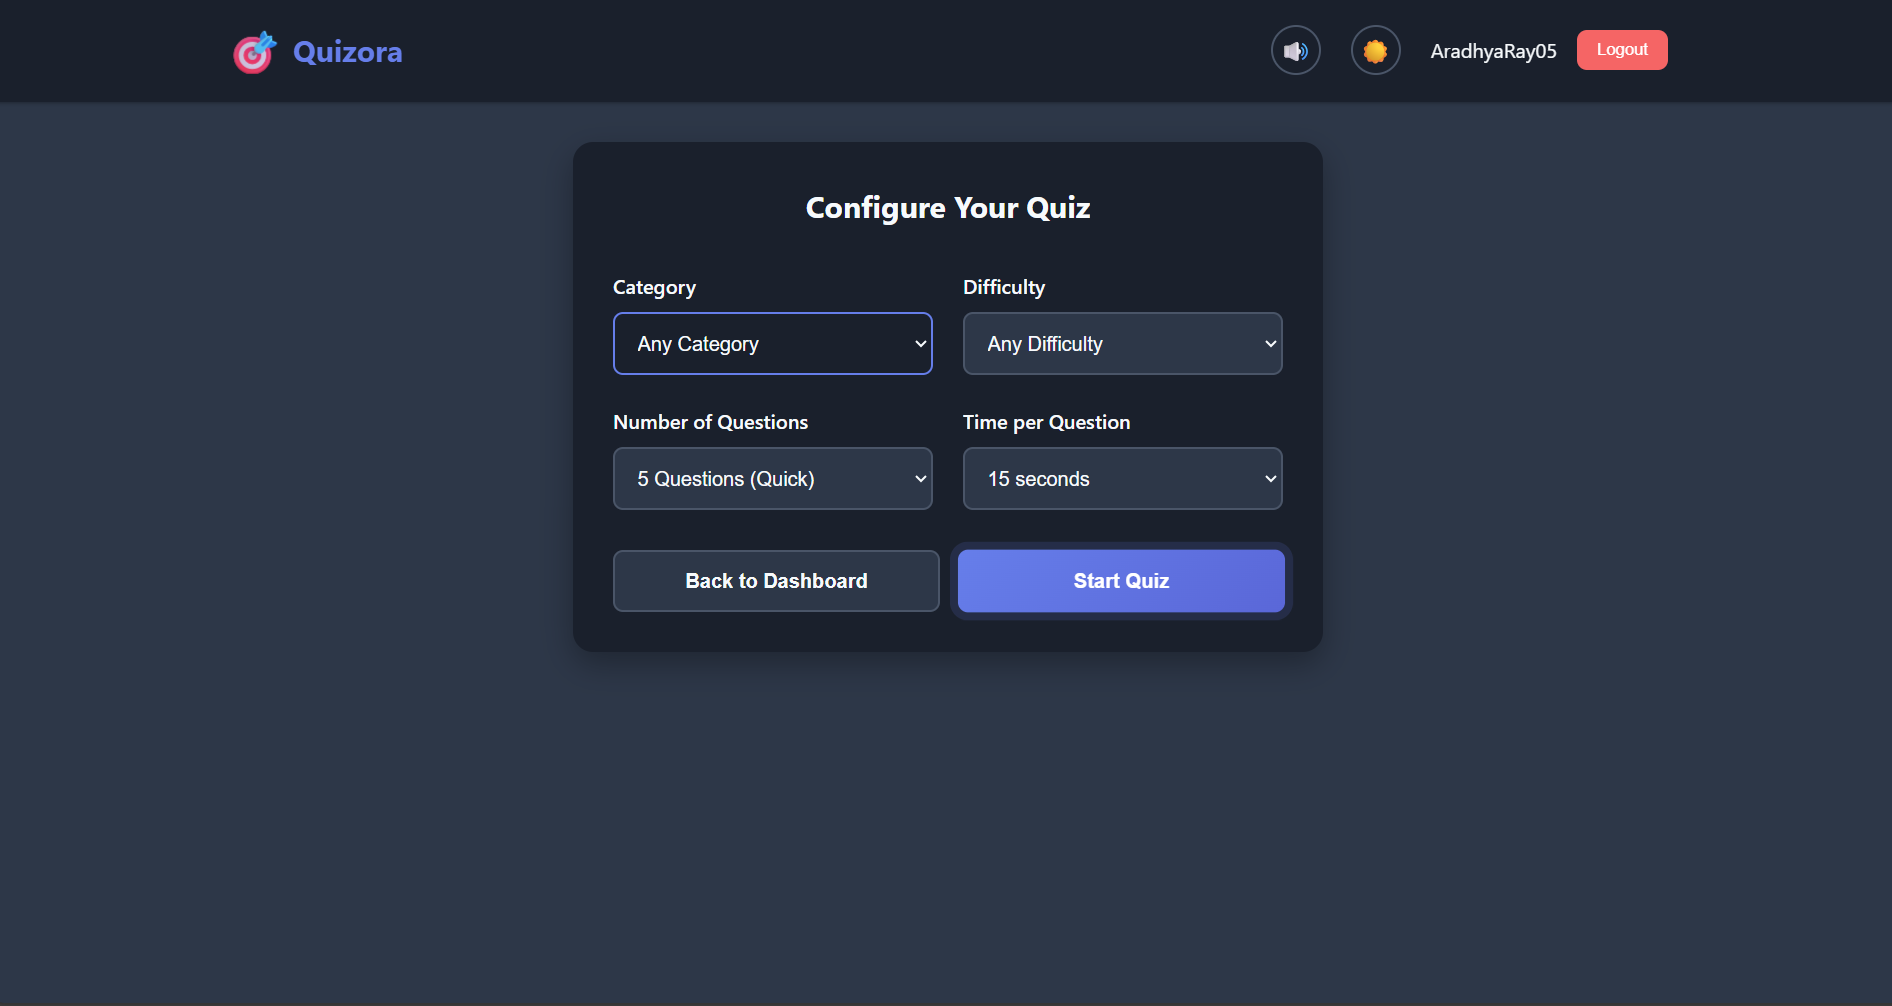 Quizora
AradhyaRay05
Logout
Configure Your Quiz
Category
Difficulty
Any Category
Any Difficulty
Number of Questions
Time per Question
5 Questions (Quick)
15 seconds
Back to Dashboard
Start Quiz